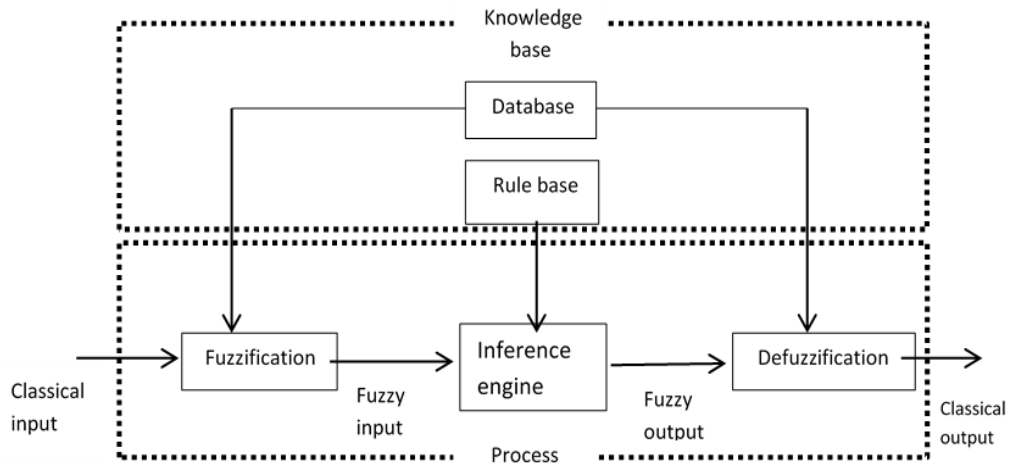 Knowledge
base
Database
Rule base
Fuzzification
Inference
engine
Defuzzification
Classical
input
Fuzzy
input
Fuzzy
output
Classical
output
Process